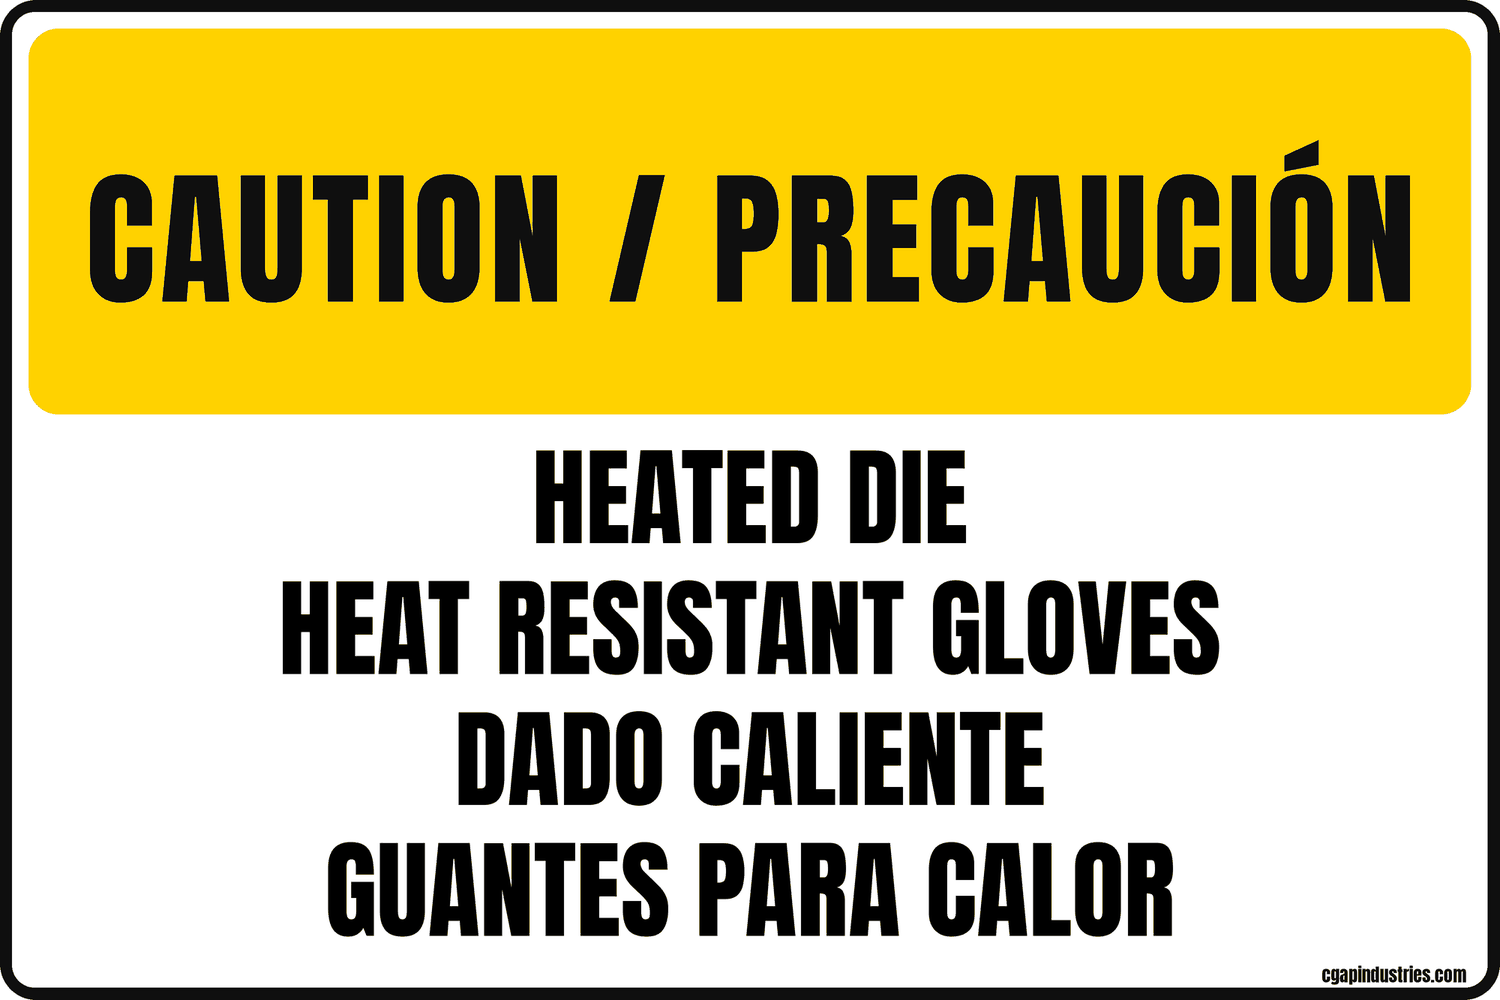 CAUTION / PRECAUCIÓN
HEATED DIE
HEAT RESISTANT GLOVES
DADO CALIENTE
GUANTES PARA CALOR
cgapindustries.com